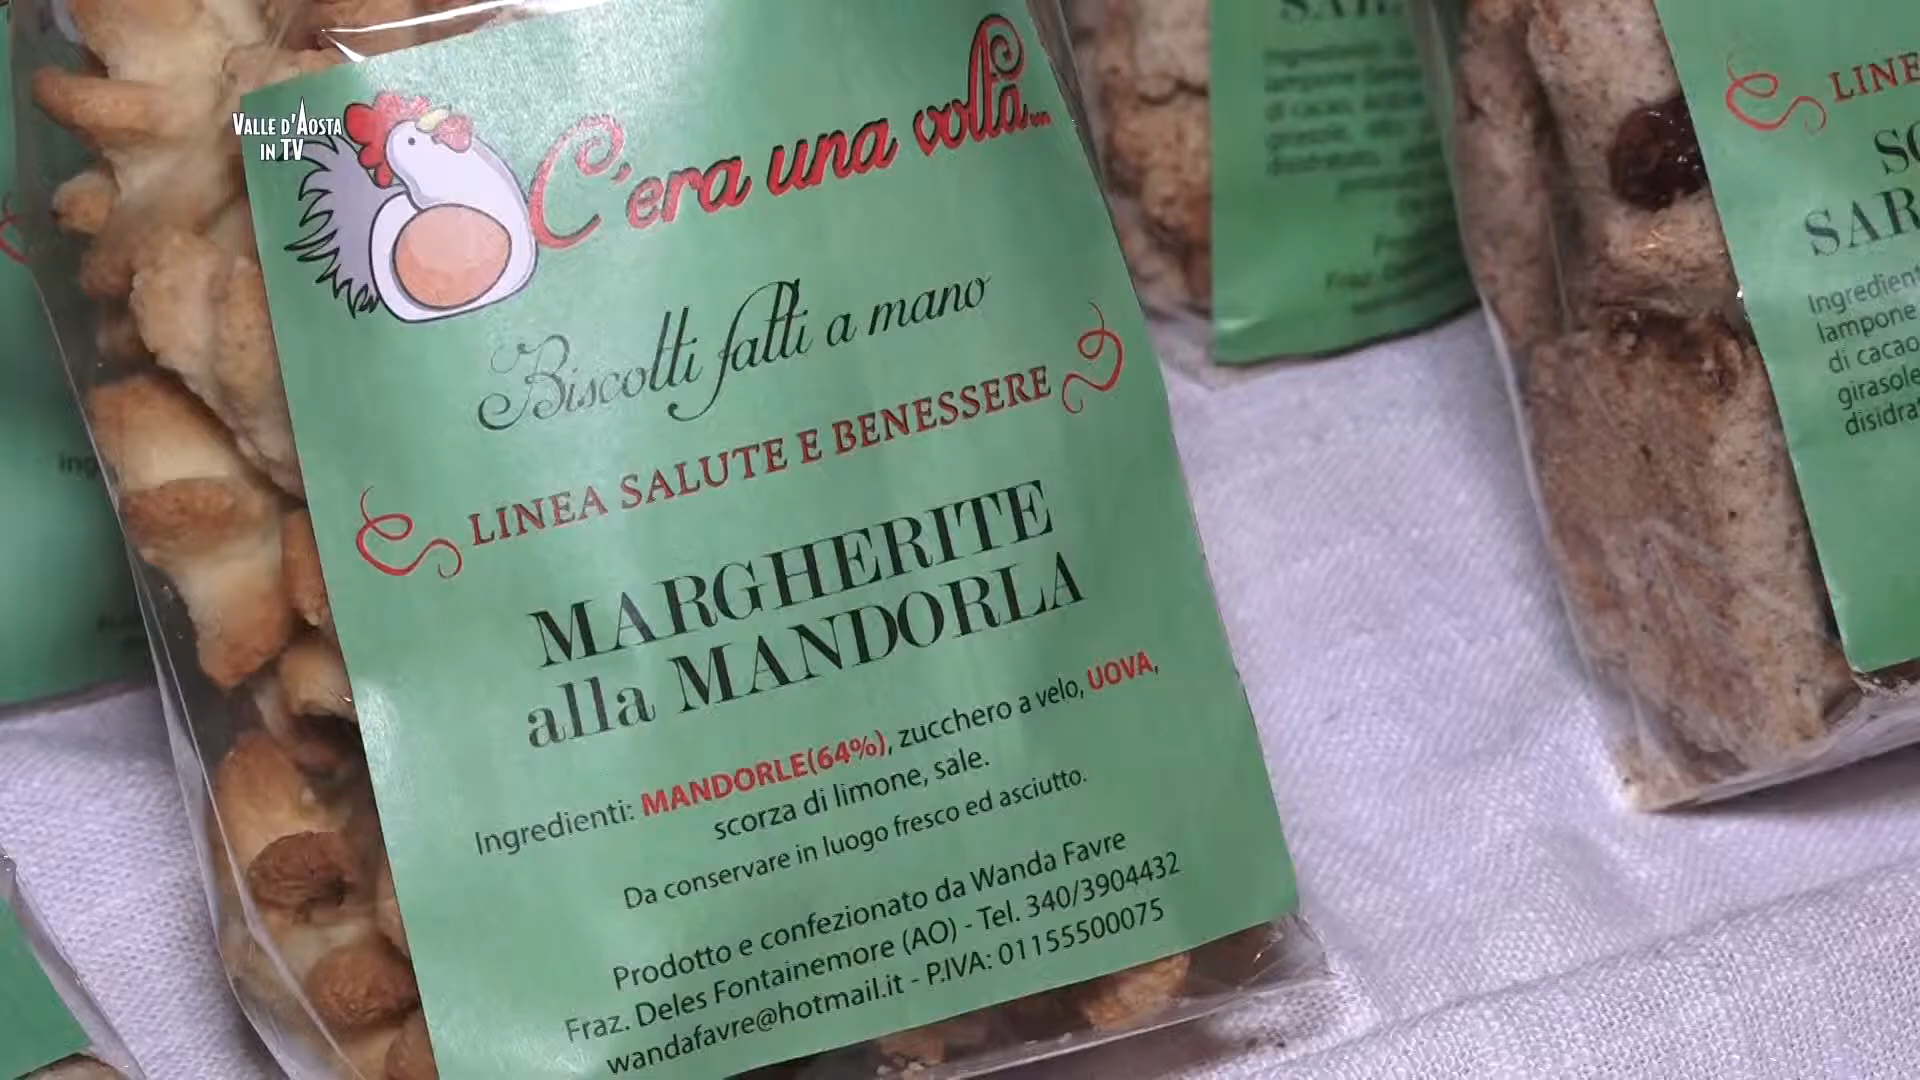 VALLE D'AOSTA
IN TV
C'era una volta...
Biscotti fatti a mano
LINEA SALUTE E BENESSERE
MARGHERITE
alla MANDORLA
Ingredienti: MANDORLE(64%), zucchero a velo, UOVA,
scorza di limone, sale.
Da conservare in luogo fresco ed asciutto.
Prodotto e confezionato da Wanda Favre
Fraz. Deles Fontainemore (AO) - Tel. 340/3904432
wandafavre@hotmail.it - P.IVA: 01155500075
LINE
SAR
Ingredient
lampone
di cacao
girasole
disidrat